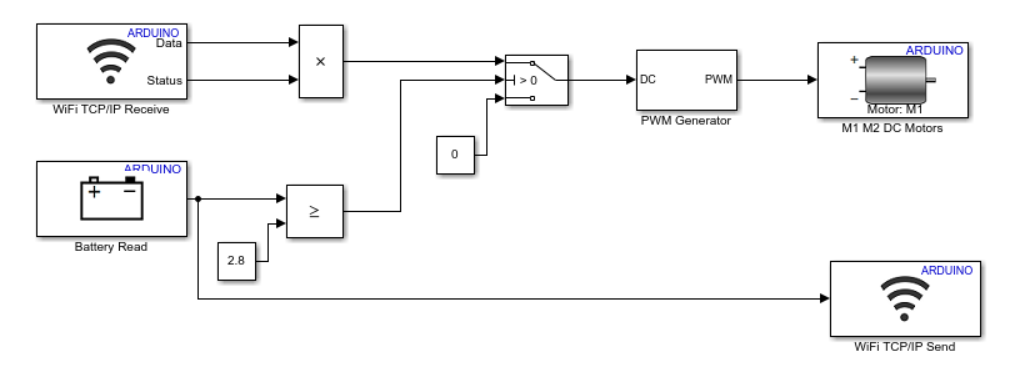 ARDUINO
Data
Status
WiFi TCP/IP Receive
×
> 0
0
DC
PWM
PWM Generator
ARDUINO
+
−
Motor: M1
M1 M2 DC Motors
ARDUINO
+ −
Battery Read
≥
2.8
ARDUINO
WiFi TCP/IP Send